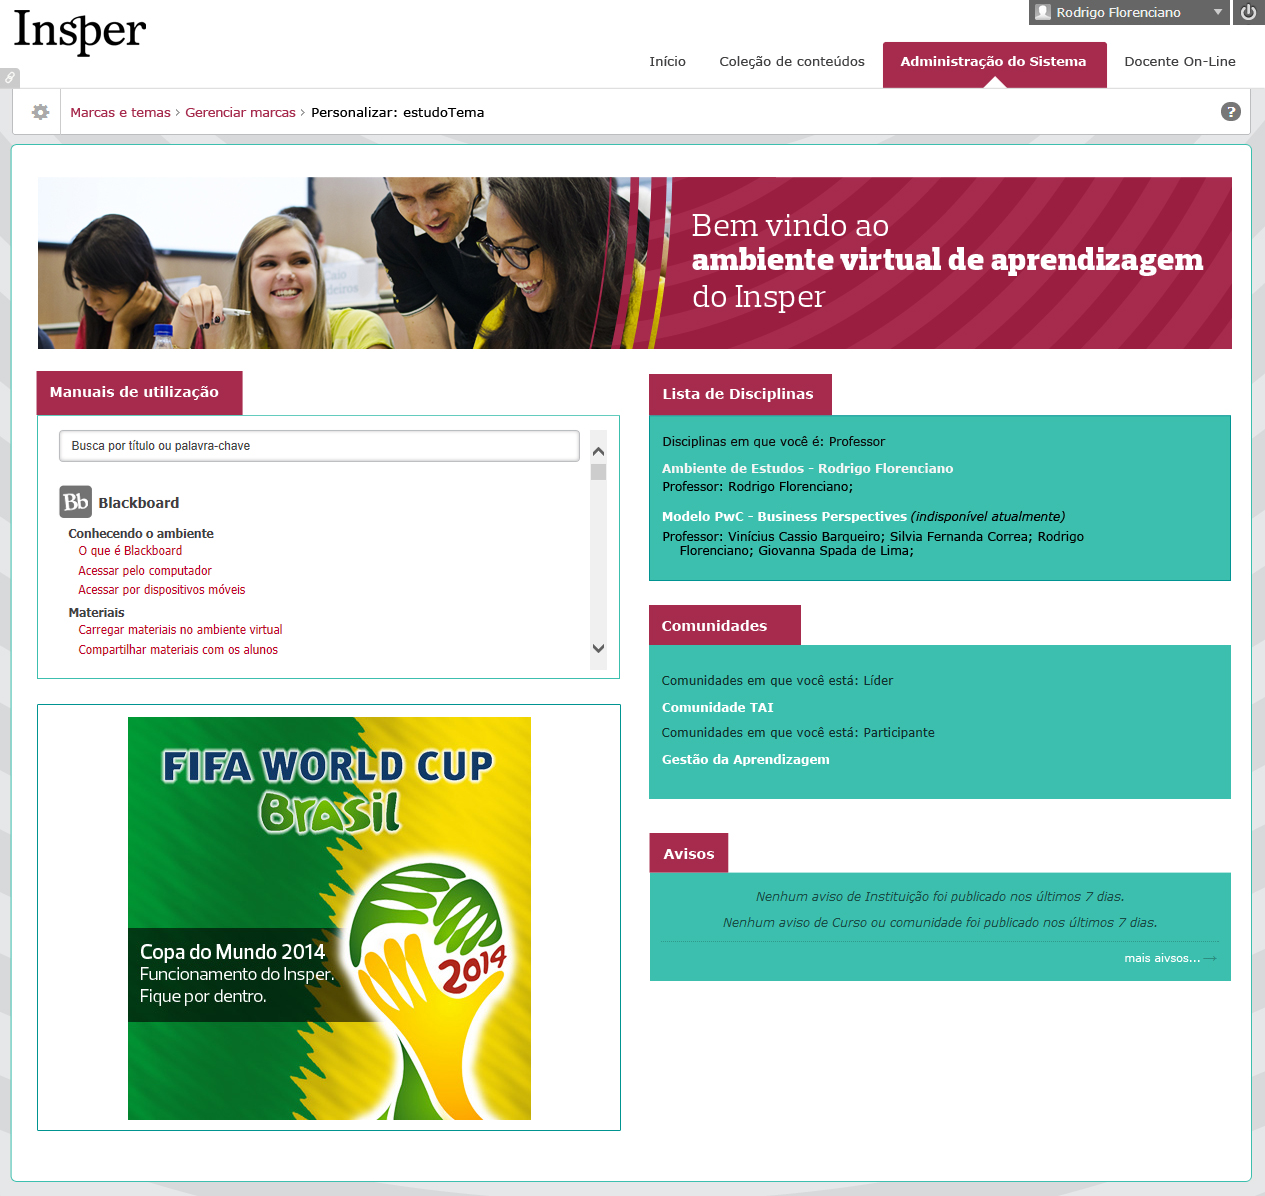 Insper
Rodrigo Florenciano
Início
Coleção de conteúdos
Administração do Sistema
Docente On-Line
Marcas e temas › Gerenciar marcas › Personalizar: estudoTema
?
Bem vindo ao
ambiente virtual de aprendizagem
do Insper
Manuais de utilização
Busca por título ou palavra-chave
Bb Blackboard
Conhecendo o ambiente
O que é Blackboard
Acessar pelo computador
Acessar por dispositivos móveis
Materiais
Carregar materiais no ambiente virtual
Compartilhar materiais com os alunos
FIFA WORLD CUP
Brasil
2014
Copa do Mundo 2014
Funcionamento do Insper.
Fique por dentro.
Lista de Disciplinas
Disciplinas em que você é: Professor
Ambiente de Estudos - Rodrigo Florenciano
Professor: Rodrigo Florenciano;
Modelo PwC - Business Perspectives (indisponível atualmente)
Professor: Vinícius Cassio Barqueiro; Silvia Fernanda Correa; Rodrigo
Florenciano; Giovanna Spada de Lima;
Comunidades
Comunidades em que você está: Líder
Comunidade TAI
Comunidades em que você está: Participante
Gestão da Aprendizagem
Avisos
Nenhum aviso de Instituição foi publicado nos últimos 7 dias.
Nenhum aviso de Curso ou comunidade foi publicado nos últimos 7 dias.
mais aivsos...→